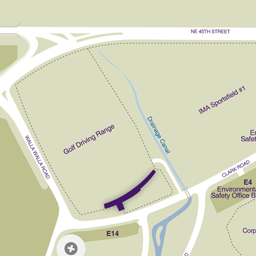 NE 45TH STREET
IMA Sportsfield #1
Drainage Canal
Golf Driving Range
WALLA WALLA ROAD
CLARK ROAD
E4
Environmental
Safety Office B
E14